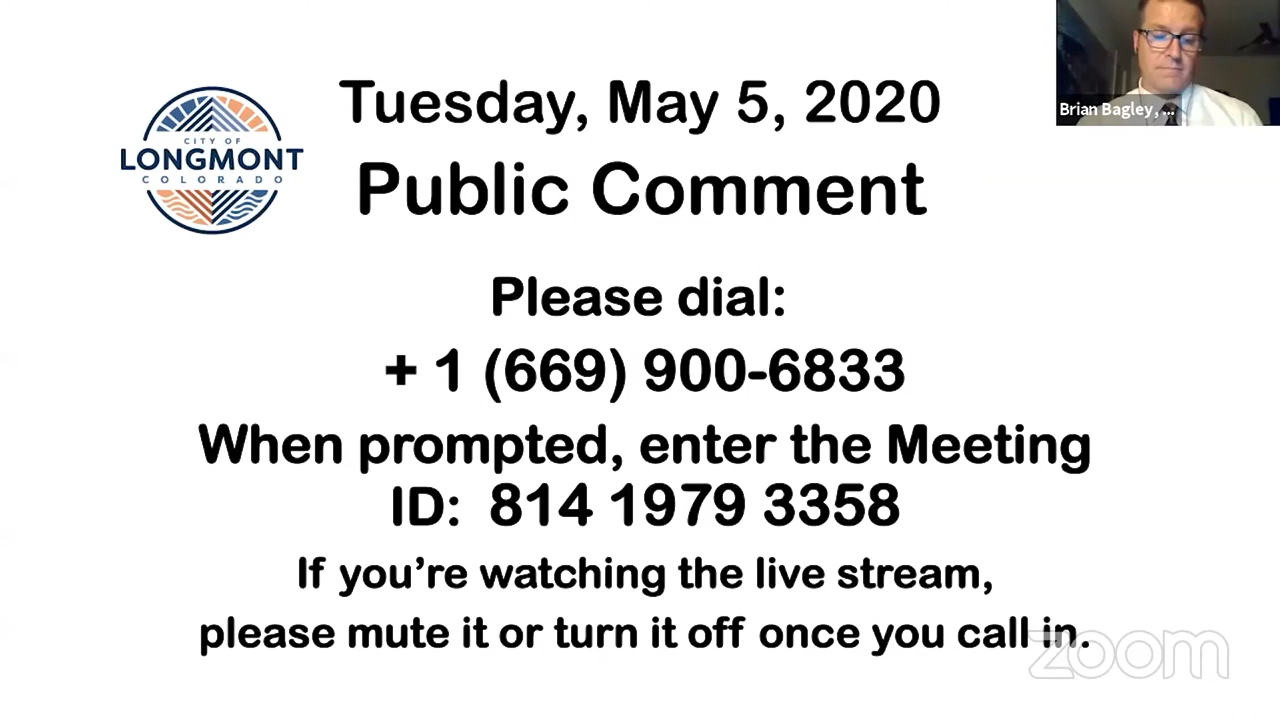 Tuesday, May 5, 2020
Public Comment
CITY OF
LONGMONT
COLORADO
Brian Bagley, ...
Please dial:
+ 1 (669) 900-6833
When prompted, enter the Meeting
ID: 814 1979 3358
If you’re watching the live stream,
please mute it or turn it off once you call in.
zoom